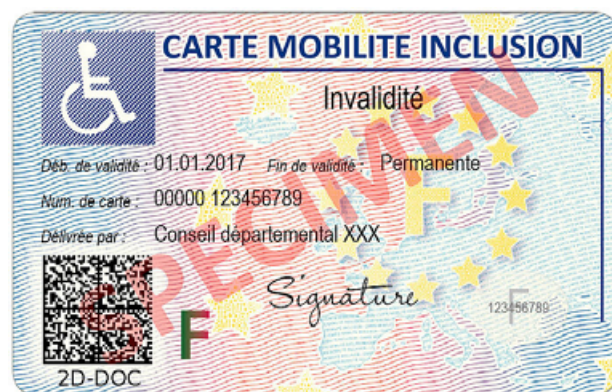 CARTE MOBILITE INCLUSION
Invalidité
Déb. de validité : 01.01.2017 Fin de validité : Permanente
Num. de carte : 00000 123456789
Délivrée par : Conseil départemental XXX
SPECIMEN
F
Signature
123456789
F
F
2D-DOC